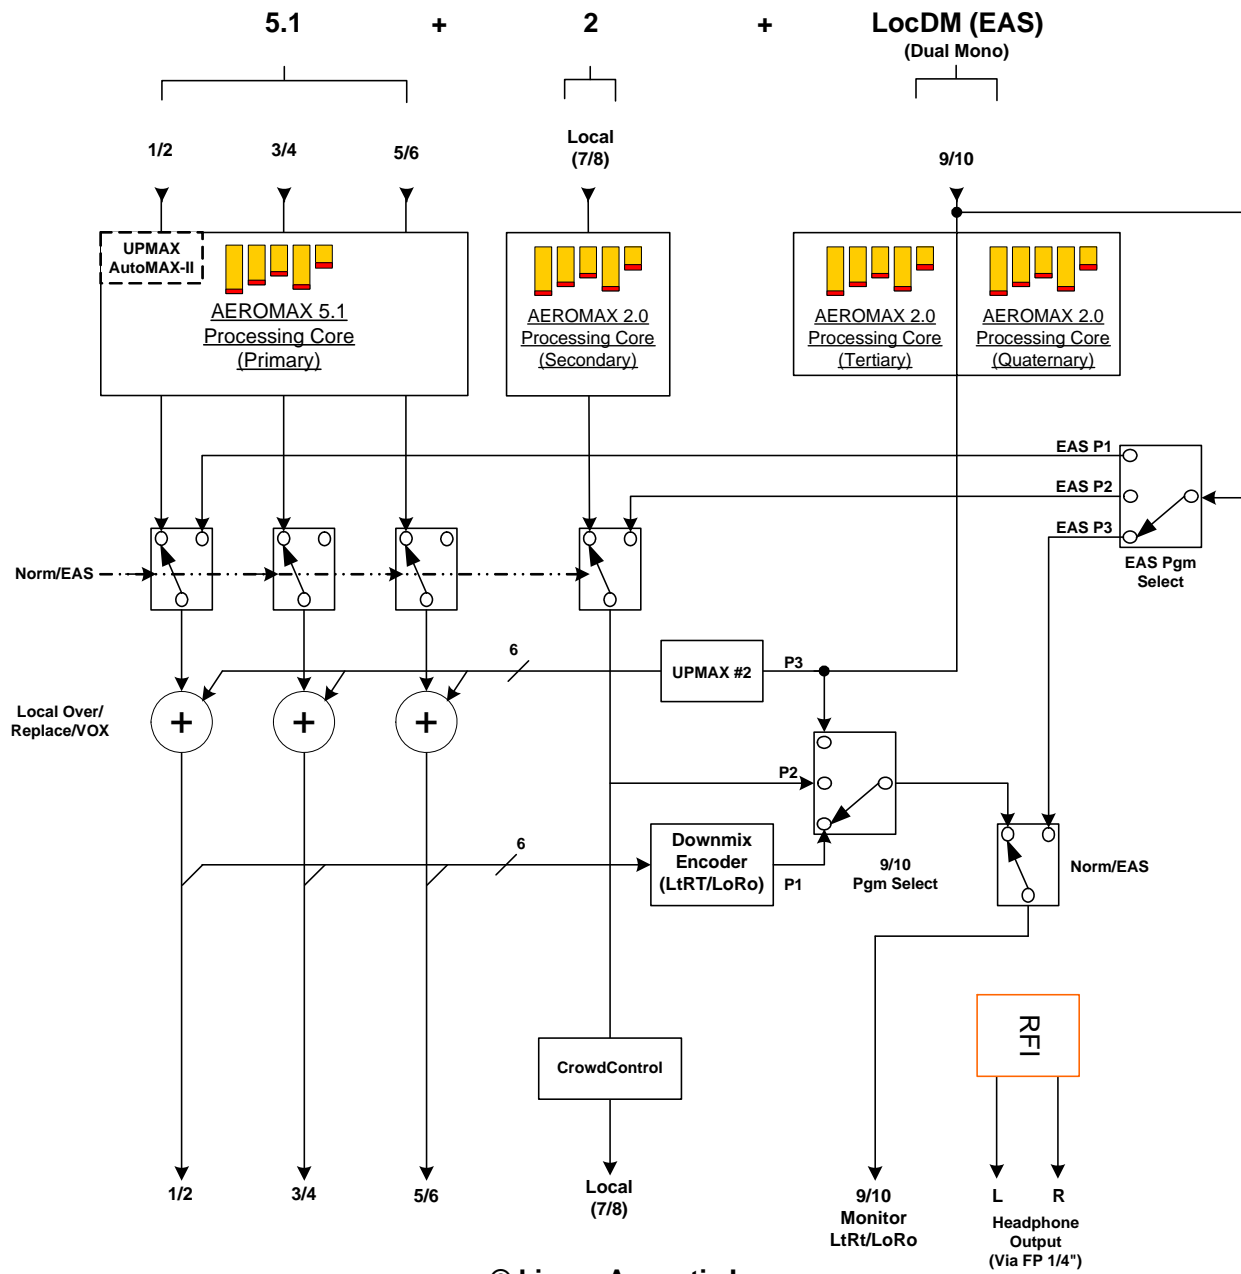 5.1 + 2 + LocDM (EAS)
(Dual Mono)
1/2
3/4
5/6
Local
(7/8)
9/10
UPMAX
AutoMAX-II
AEROMAX 5.1
Processing Core
(Primary)
AEROMAX 2.0
Processing Core
(Secondary)
AEROMAX 2.0
Processing Core
(Tertiary)
AEROMAX 2.0
Processing Core
(Quaternary)
EAS P1
EAS P2
EAS P3
EAS Pgm
Select
Norm/EAS
6
UPMAX #2
P3
Local Over/
Replace/VOX
+
+
+
P2
6
Downmix
Encoder
(LtRT/LoRo)
P1
9/10
Pgm Select
Norm/EAS
RFI
CrowdControl
1/2
3/4
5/6
Local
(7/8)
9/10
Monitor
LtRt/LoRo
L
R
Headphone
Output
(Via FP 1/4")